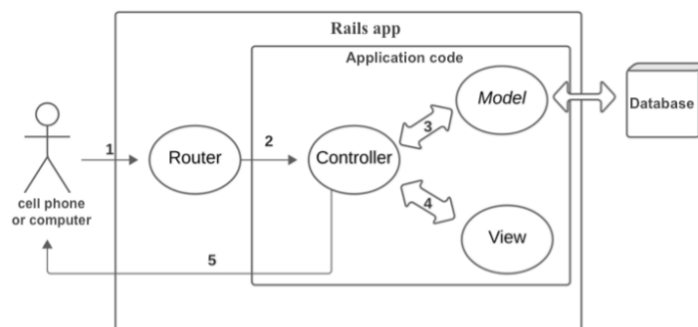 Rails app
Application code
Model
Database
3
1
2
Router
Controller
cell phone
or computer
4
View
5